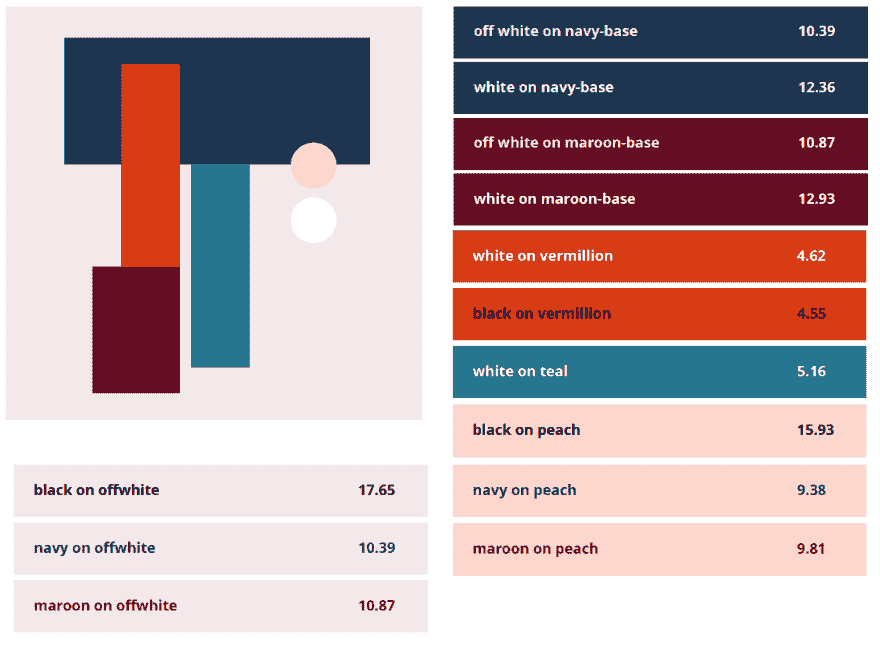 off white on navy-base 10.39
white on navy-base 12.36
off white on maroon-base 10.87
white on maroon-base 12.93
white on vermillion 4.62
black on vermillion 4.55
white on teal 5.16
black on peach 15.93
navy on peach 9.38
maroon on peach 9.81
black on offwhite 17.65
navy on offwhite 10.39
maroon on offwhite 10.87